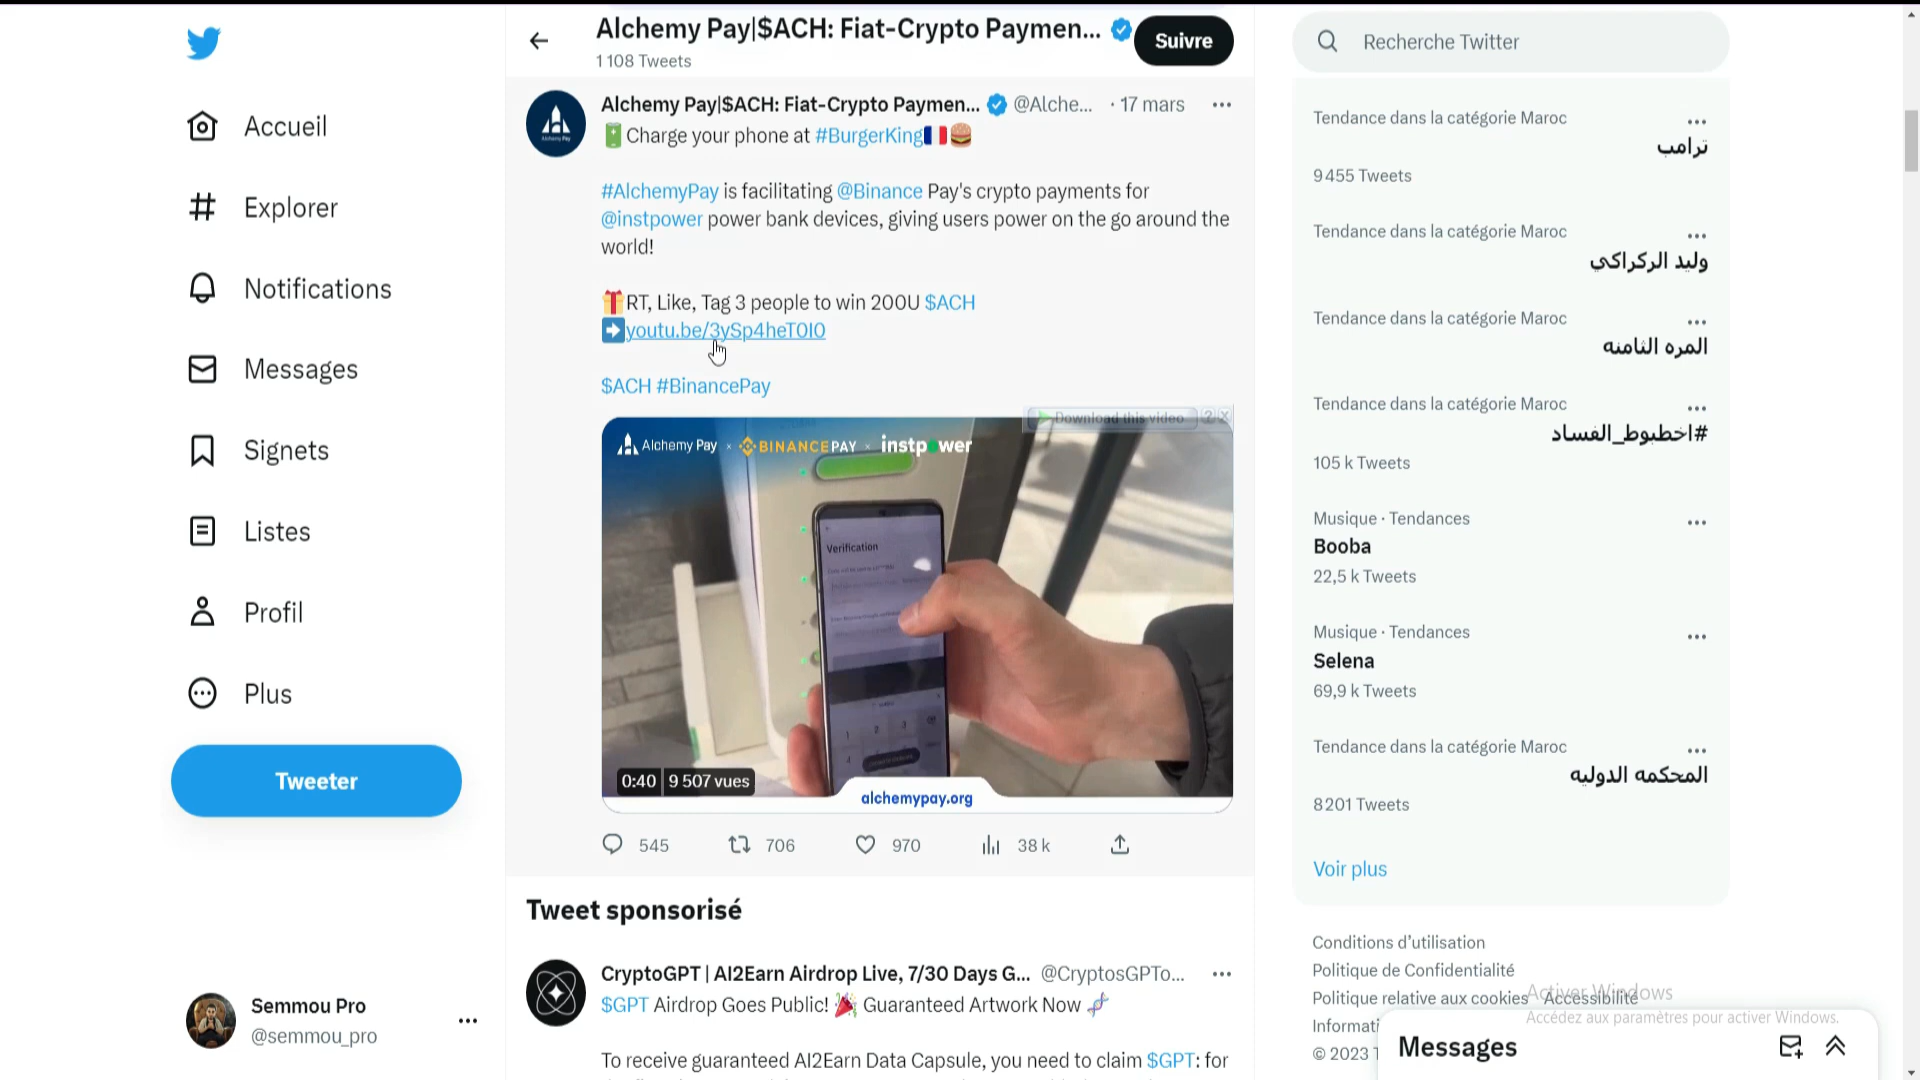 Alchemy Pay|$ACH: Fiat-Crypto Paymen...
1 108 Tweets
Suivre
Recherche Twitter
Accueil
Explorer
Notifications
Messages
Signets
Listes
Profil
Plus
Tweeter
Semmou Pro
@semmou_pro
Alchemy Pay|$ACH: Fiat-Crypto Paymen... @Alche... · 17 mars
Charge your phone at #BurgerKing
#AlchemyPay is facilitating @Binance Pay's crypto payments for
@instpower power bank devices, giving users power on the go around the
world!
RT, Like, Tag 3 people to win 200U $ACH
youtu.be/3ySp4heT0I0
$ACH #BinancePay
Download this video
Alchemy Pay × BINANCE PAY × instpower
Verification
0:40 9 507 vues
alchemypay.org
545 706 970 38 k
Tweet sponsorisé
CryptoGPT | AI2Earn Airdrop Live, 7/30 Days G... @CryptosGPTo...
$GPT Airdrop Goes Public! Guaranteed Artwork Now
To receive guaranteed AI2Earn Data Capsule, you need to claim $GPT: for
Tendance dans la catégorie Maroc
ترامب
9 455 Tweets
Tendance dans la catégorie Maroc
وليد الركراكي
Tendance dans la catégorie Maroc
المره الثامنه
Tendance dans la catégorie Maroc
#اخطبوط_الفساد
105 k Tweets
Musique · Tendances
Booba
22,5 k Tweets
Musique · Tendances
Selena
69,9 k Tweets
Tendance dans la catégorie Maroc
المحكمه الدوليه
8 201 Tweets
Voir plus
Conditions d'utilisation
Politique de Confidentialité
Politique relative aux cookies Accessibilité
Activer Windows
Accédez aux paramètres pour activer Windows.
© 2023
Messages